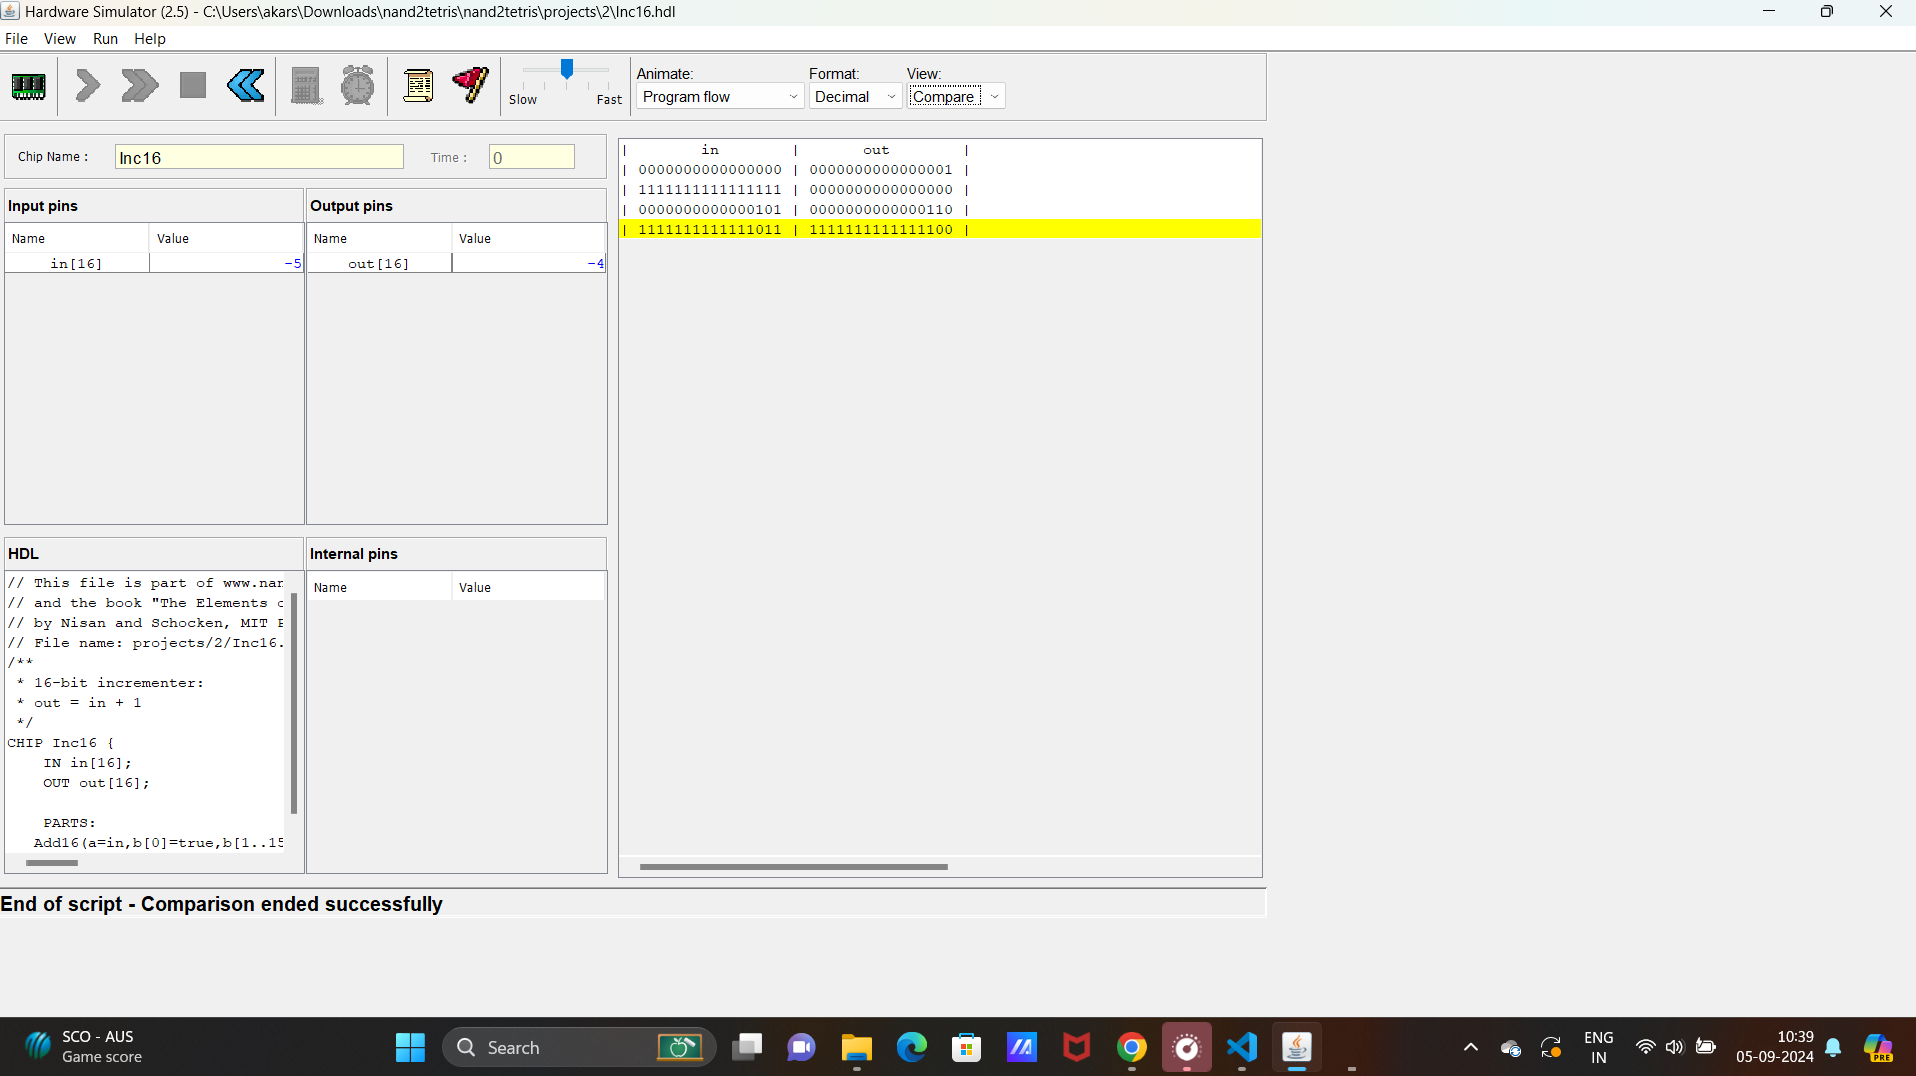 Hardware Simulator (2.5) - C:\Users\akars\Downloads\nand2tetris\nand2tetris\projects\2\Inc16.hdl
File View Run Help
Slow Fast
Animate: Format: View:
Program flow Decimal Compare
Chip Name : Inc16 Time : 0
Input pins
Name Value
in[16] -5
Output pins
Name Value
out[16] -4
HDL
// This file is part of www.nan
// and the book "The Elements o
// by Nisan and Schocken, MIT P
// File name: projects/2/Inc16.
/**
* 16-bit incrementer:
* out = in + 1
*/
CHIP Inc16 {
IN in[16];
OUT out[16];
PARTS:
Add16(a=in,b[0]=true,b[1..15
Internal pins
Name Value
| in | out |
| 0000000000000000 | 0000000000000001 |
| 1111111111111111 | 0000000000000000 |
| 0000000000000101 | 0000000000000110 |
| 1111111111111011 | 1111111111111100 |
End of script - Comparison ended successfully
SCO - AUS
Game score
Search
ENG
IN
10:39
05-09-2024
PRE